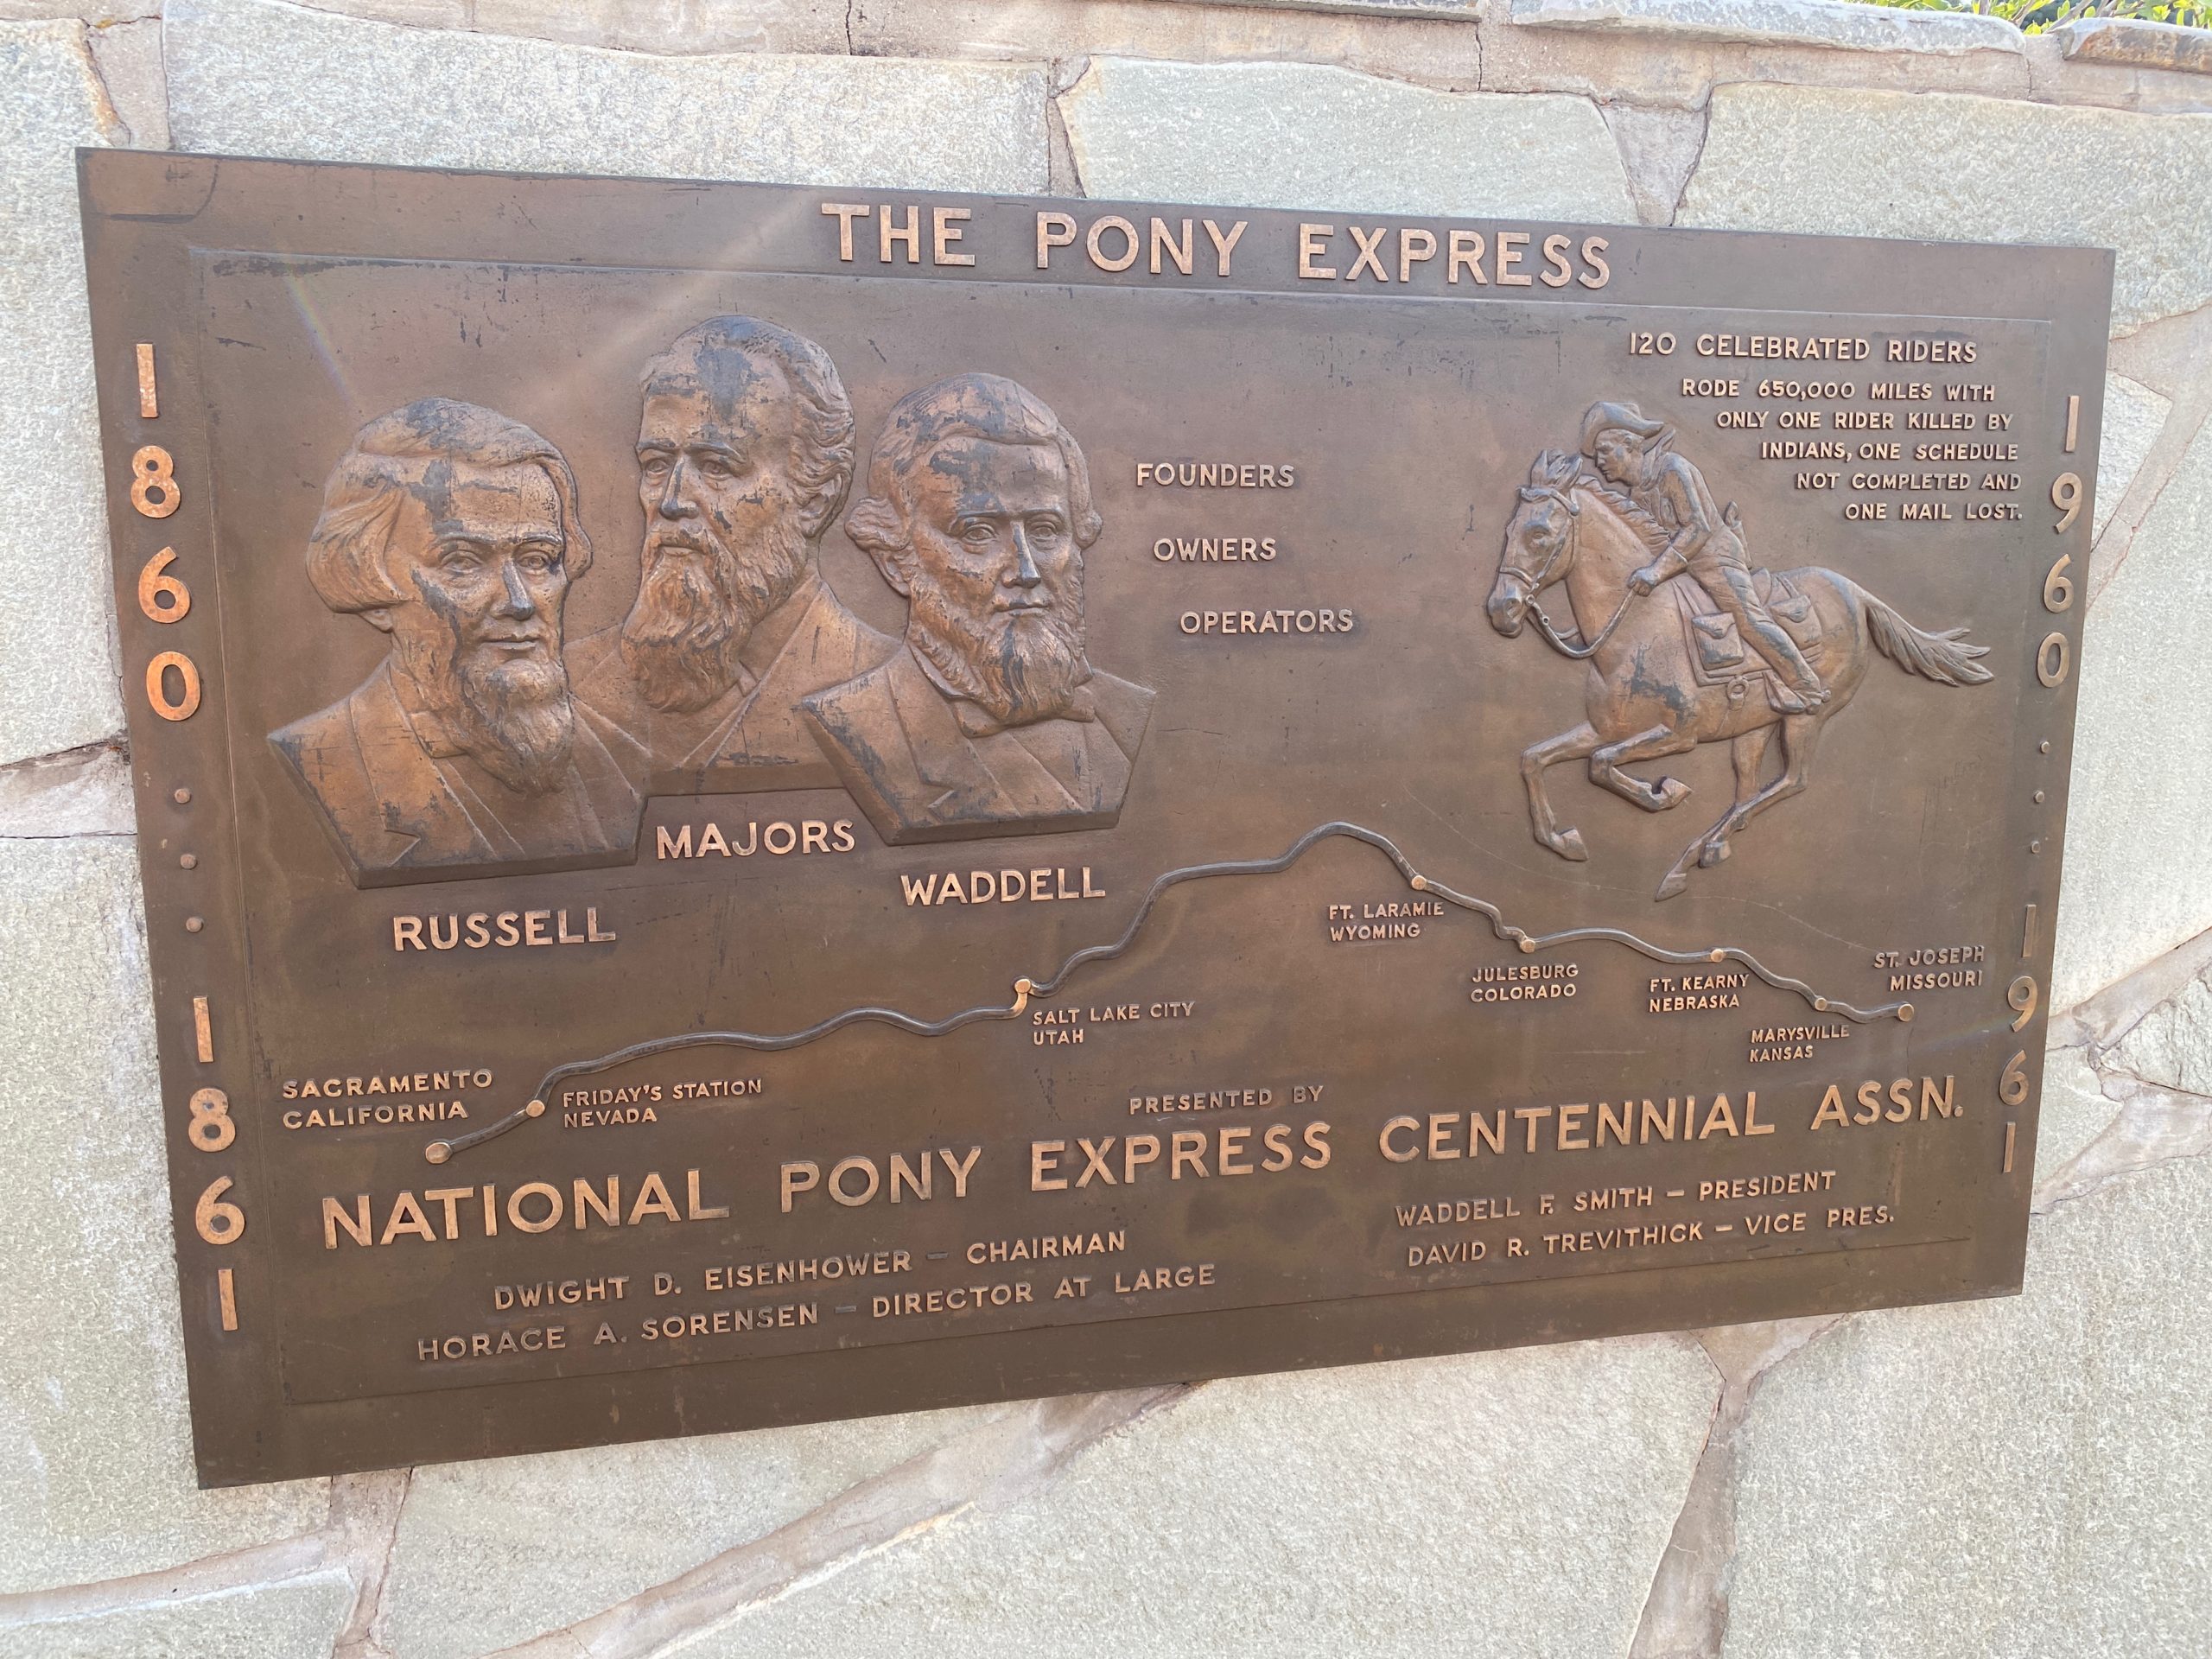 THE PONY EXPRESS
1860 . . . 1861
120 CELEBRATED RIDERS
RODE 650,000 MILES WITH
ONLY ONE RIDER KILLED BY
INDIANS, ONE SCHEDULE
NOT COMPLETED AND
ONE MAIL LOST.
1960 . . . 1961
FOUNDERS
OWNERS
OPERATORS
RUSSELL
MAJORS
WADDELL
SACRAMENTO
CALIFORNIA
FRIDAY'S STATION
NEVADA
SALT LAKE CITY
UTAH
FT. LARAMIE
WYOMING
JULESBURG
COLORADO
FT. KEARNY
NEBRASKA
MARYSVILLE
KANSAS
ST. JOSEPH
MISSOURI
PRESENTED BY
NATIONAL PONY EXPRESS CENTENNIAL ASSN.
DWIGHT D. EISENHOWER – CHAIRMAN
HORACE A. SORENSEN – DIRECTOR AT LARGE
WADDELL F. SMITH – PRESIDENT
DAVID R. TREVITHICK – VICE PRES.